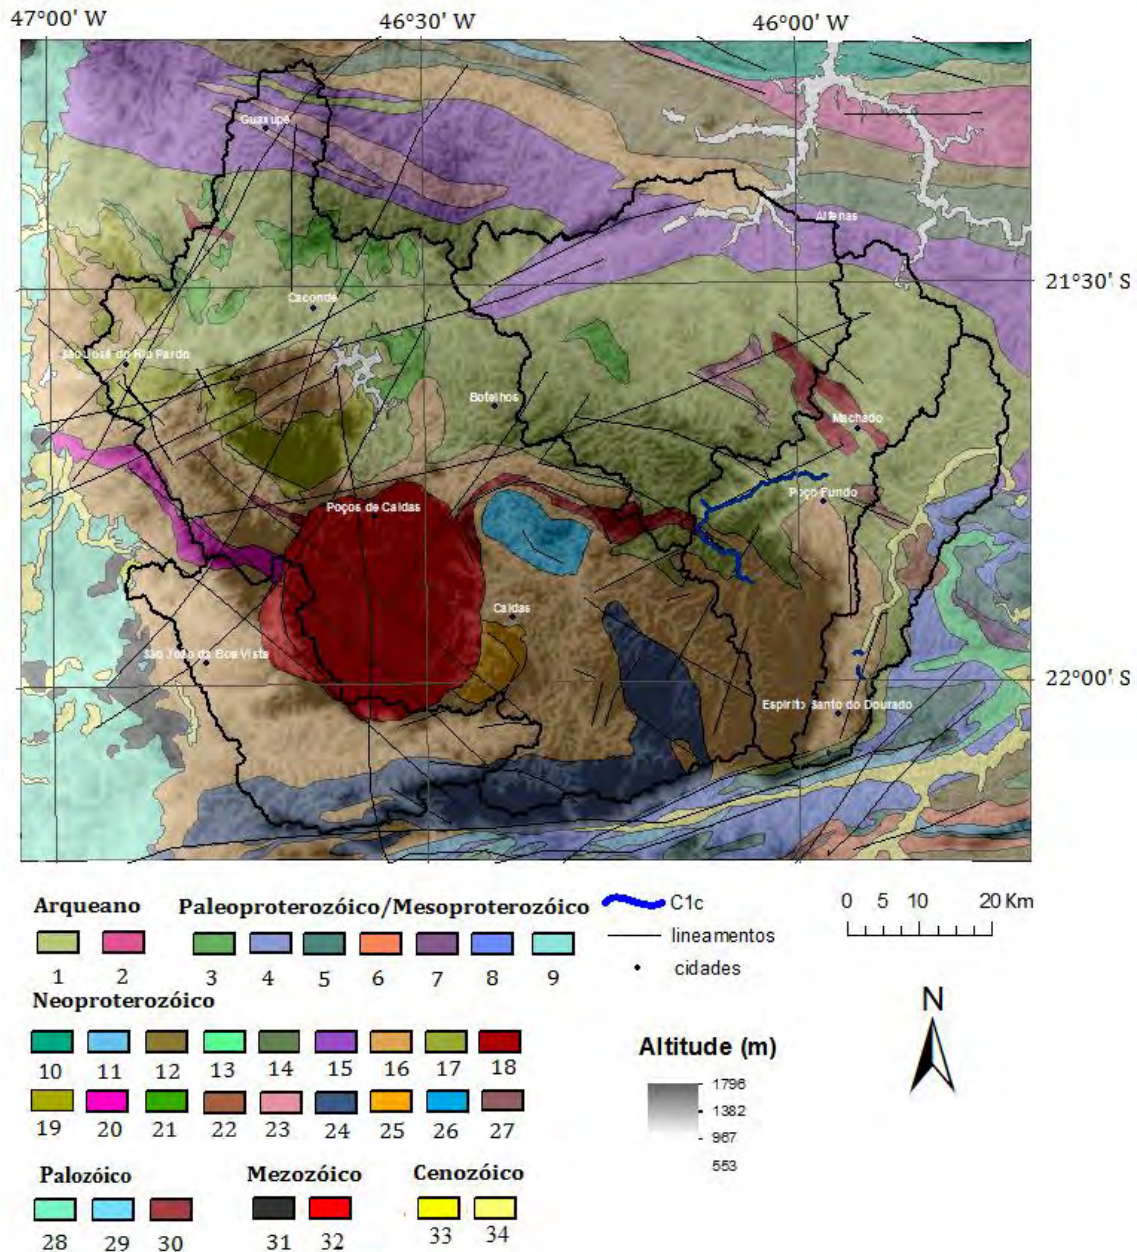 47°00' W
46°30' W
46°00' W
Guaxupé
Alfenas
21°30' S
Caconde
São José do Rio Pardo
Botelhos
Machado
Poços de Caldas
Poço Fundo
Caldas
São João da Boa Vista
22°00' S
Espirito Santo do Dourado
Arqueano
Paleoproterozóico/Mesoproterozóico
C1c
0 5 10 20 Km
lineamentos
1 2 3 4 5 6 7 8 9
cidades
Neoproterozóico
N
10 11 12 13 14 15 16 17 18
Altitude (m)
1798
1382
967
553
19 20 21 22 23 24 25 26 27
Palozóico
Mezozóico
Cenozóico
28 29 30 31 32 33 34